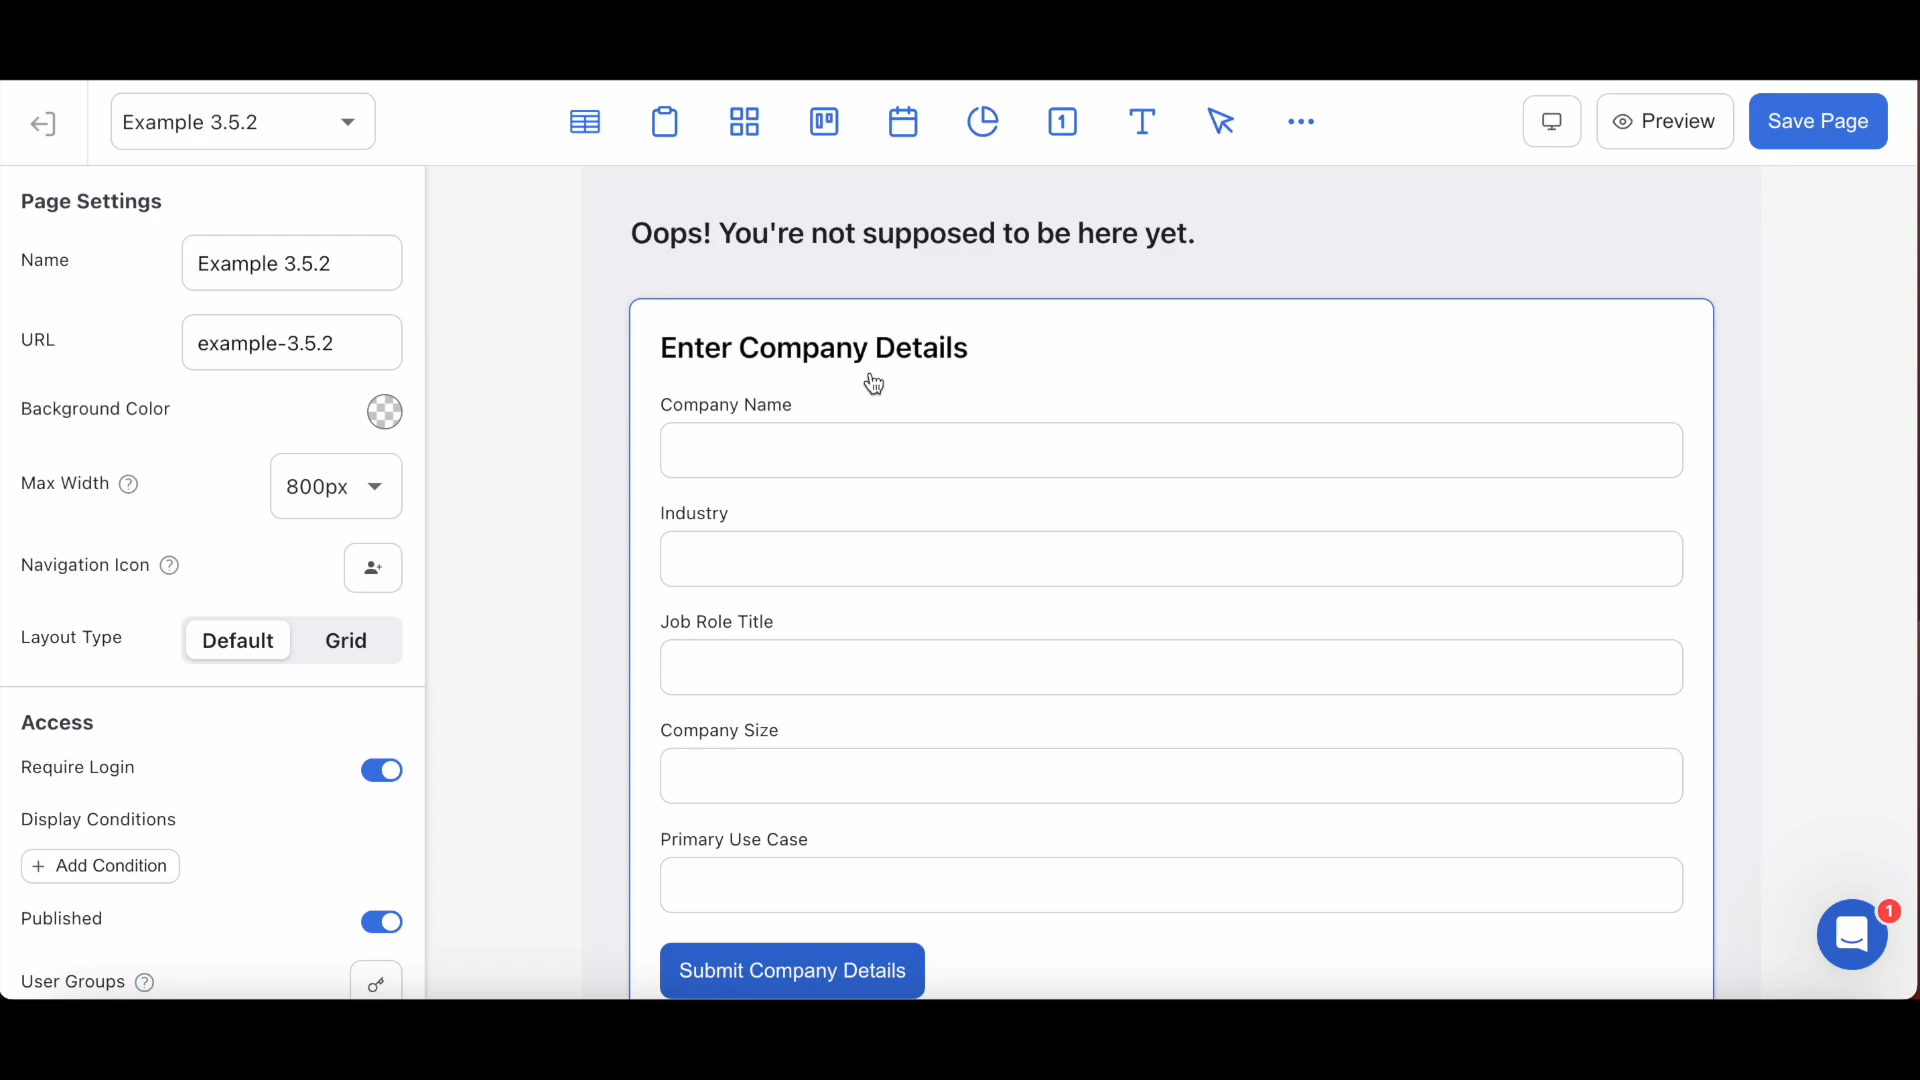 Example 3.5.2
1
Preview
Save Page
Page Settings
Name
Example 3.5.2
URL
example-3.5.2
Background Color
Max Width ?
800px
Navigation Icon ?
Layout Type
Default
Grid
Access
Require Login
Display Conditions
+ Add Condition
Published
User Groups ?
Oops! You're not supposed to be here yet.
Enter Company Details
Company Name
Industry
Job Role Title
Company Size
Primary Use Case
Submit Company Details
1